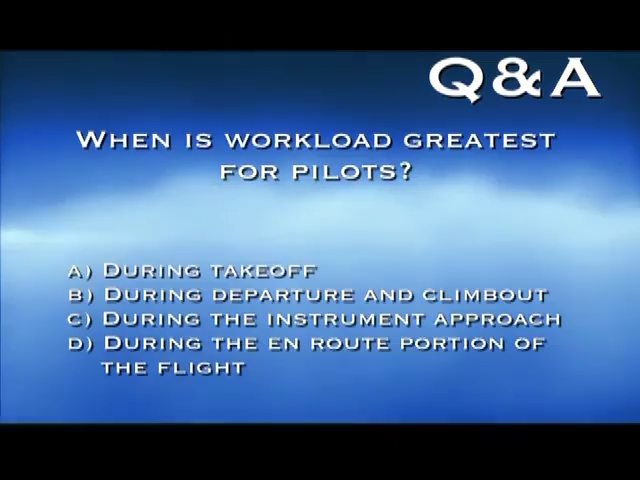 Q&A
WHEN IS WORKLOAD GREATEST
FOR PILOTS?
A) DURING TAKEOFF
B) DURING DEPARTURE AND CLIMBOUT
C) DURING THE INSTRUMENT APPROACH
D) DURING THE EN ROUTE PORTION OF
THE FLIGHT